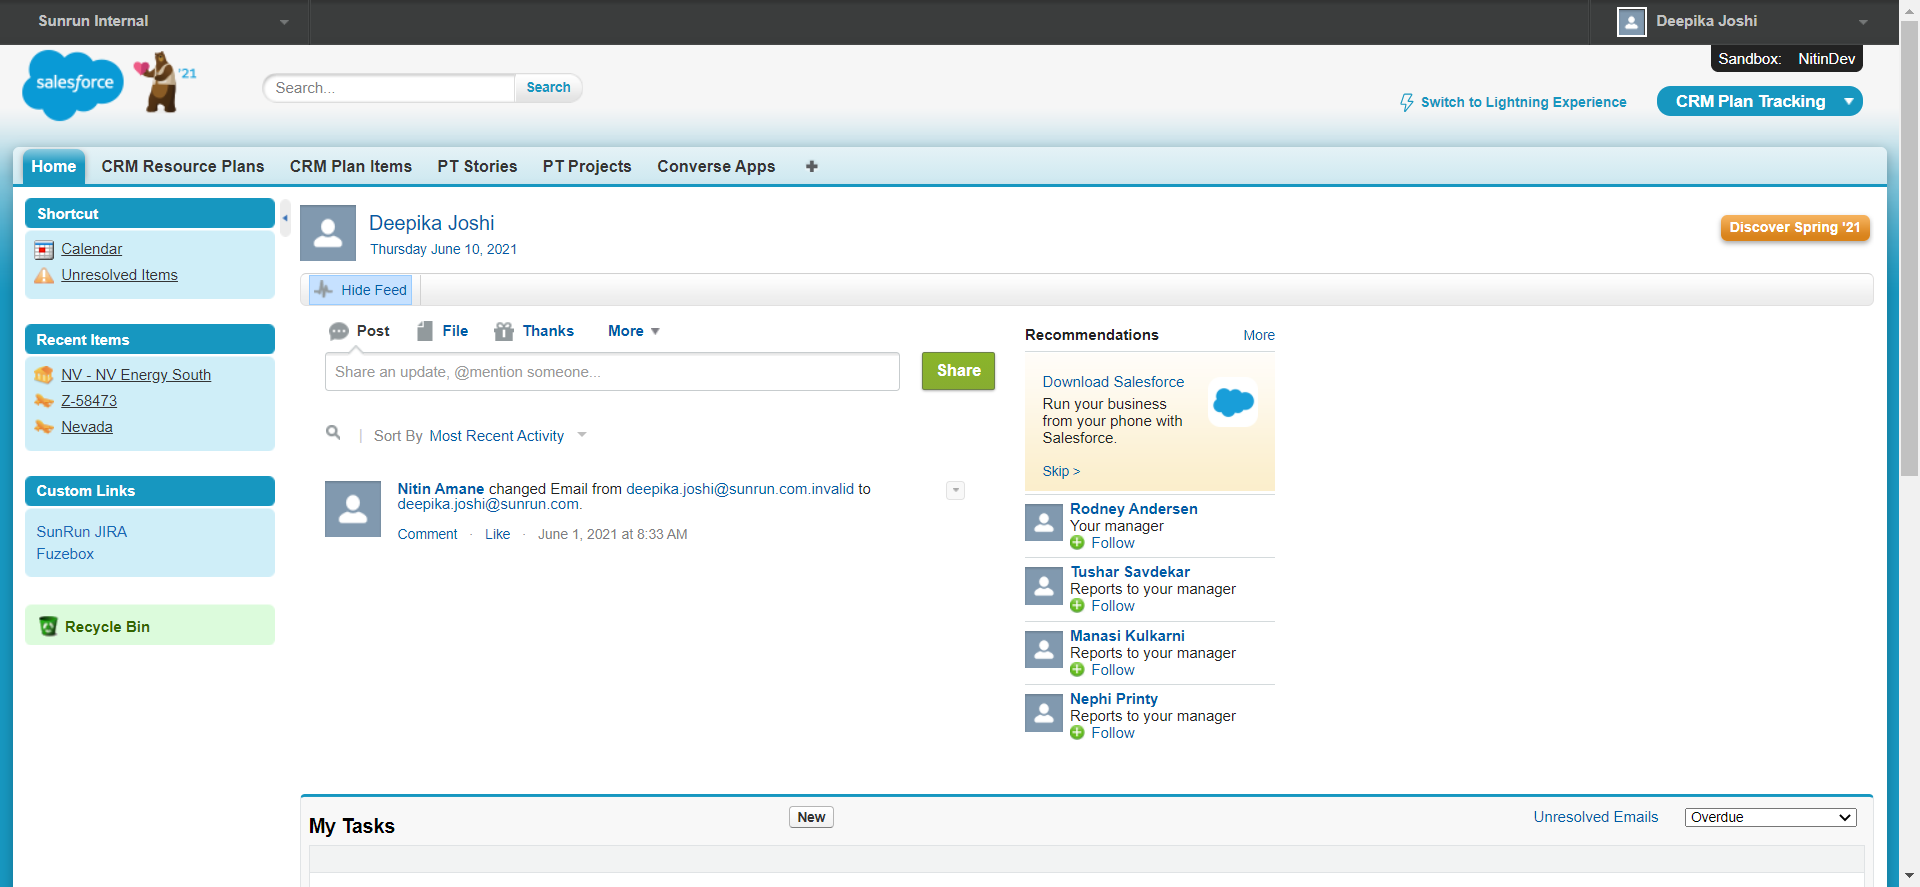 Sunrun Internal
Deepika Joshi
Sandbox: NitinDev
salesforce
'21
Search...
Search
Switch to Lightning Experience
CRM Plan Tracking
Home
CRM Resource Plans
CRM Plan Items
PT Stories
PT Projects
Converse Apps
Shortcut
Calendar
Unresolved Items
Recent Items
NV - NV Energy South
Z-58473
Nevada
Custom Links
SunRun JIRA
Fuzebox
Recycle Bin
Deepika Joshi
Thursday June 10, 2021
Discover Spring '21
Hide Feed
Post
File
Thanks
More
Share an update, @mention someone...
Share
Sort By Most Recent Activity
Nitin Amane changed Email from deepika.joshi@sunrun.com.invalid to
deepika.joshi@sunrun.com.
Comment · Like · June 1, 2021 at 8:33 AM
Recommendations
More
Download Salesforce
Run your business
from your phone with
Salesforce.
Skip >
Rodney Andersen
Your manager
Follow
Tushar Savdekar
Reports to your manager
Follow
Manasi Kulkarni
Reports to your manager
Follow
Nephi Printy
Reports to your manager
Follow
My Tasks
New
Unresolved Emails
Overdue